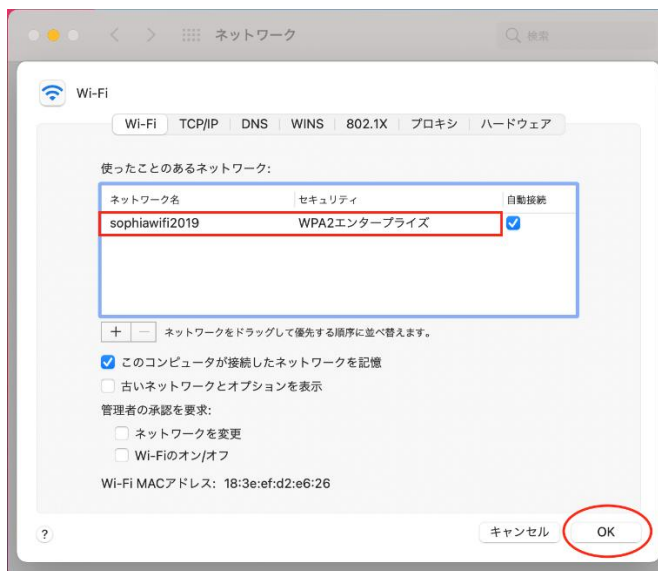 ネットワーク
検索
Wi-Fi
Wi-Fi TCP/IP DNS WINS 802.1X プロキシ ハードウェア
使ったことのあるネットワーク:
ネットワーク名 セキュリティ 自動接続
sophiawifi2019 WPA2エンタープライズ
+ − ネットワークをドラッグして優先する順序に並べ替えます。
このコンピュータが接続したネットワークを記憶
古いネットワークとオプションを表示
管理者の承認を要求:
ネットワークを変更
Wi-Fiのオン/オフ
Wi-Fi MACアドレス: 18:3e:ef:d2:e6:26
? キャンセル OK